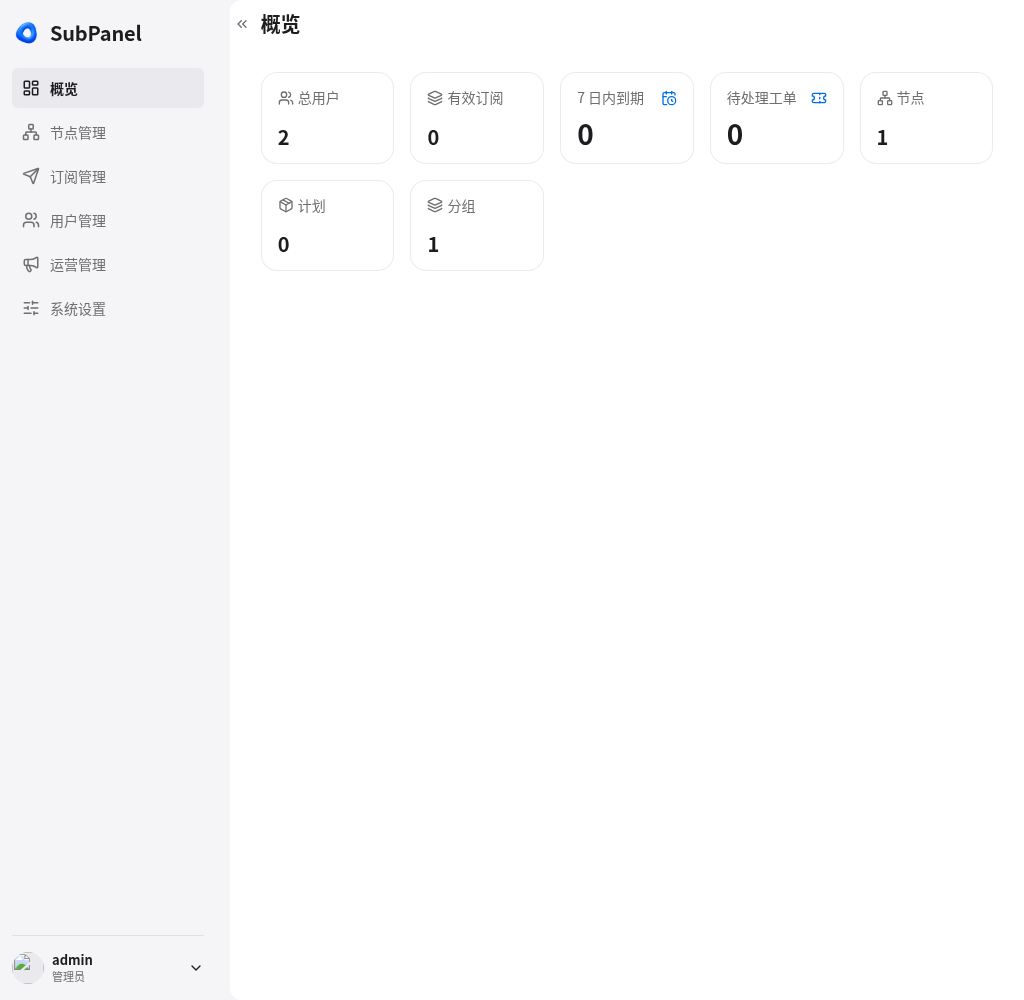 SubPanel
概览
节点管理
订阅管理
用户管理
运营管理
系统设置
admin
管理员
概览
总用户
2
有效订阅
0
7 日内到期
0
待处理工单
0
节点
1
计划
0
分组
1